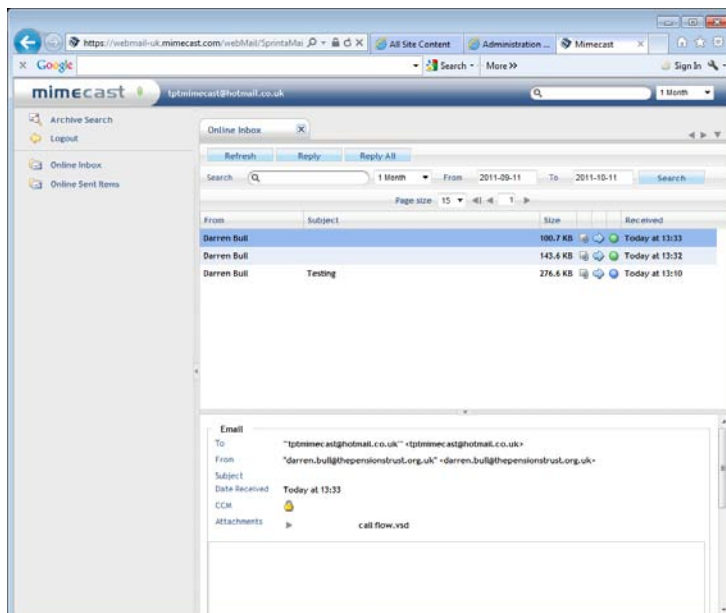 https://webmail-uk.mimecast.com/webMail/SprintaMai
All Site Content
Administration ...
Mimecast
× Google
Search
More »
Sign In
mimecast
tptmimecast@hotmail.co.uk
1 Month
Archive Search
Logout
Online Inbox
Online Sent Items
Online Inbox
Refresh Reply Reply All
Search 1 Month From 2011-09-11 To 2011-10-11 Search
Page size 15 1
From Subject Size Received
Darren Bull 100.7 KB Today at 13:33
Darren Bull 143.6 KB Today at 13:32
Darren Bull Testing 276.6 KB Today at 13:10
Email
To "tptmimecast@hotmail.co.uk" <tptmimecast@hotmail.co.uk>
From "darren.bull@thepensionstrust.org.uk" <darren.bull@thepensionstrust.org.uk>
Subject
Date Received Today at 13:33
CCM
Attachments call flow.vsd